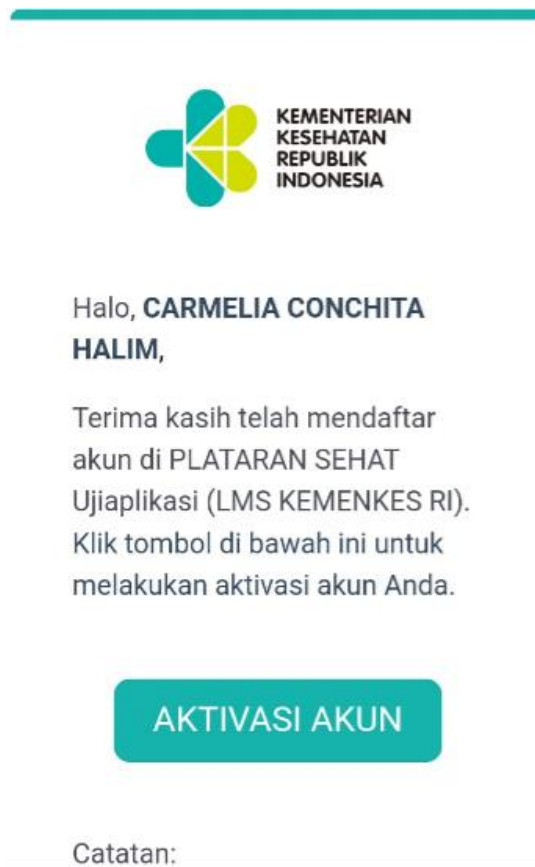 KEMENTERIAN
KESEHATAN
REPUBLIK
INDONESIA
Halo, CARMELIA CONCHITA
HALIM,
Terima kasih telah mendaftar
akun di PLATARAN SEHAT
Ujiaplikasi (LMS KEMENKES RI).
Klik tombol di bawah ini untuk
melakukan aktivasi akun Anda.
AKTIVASI AKUN
Catatan: